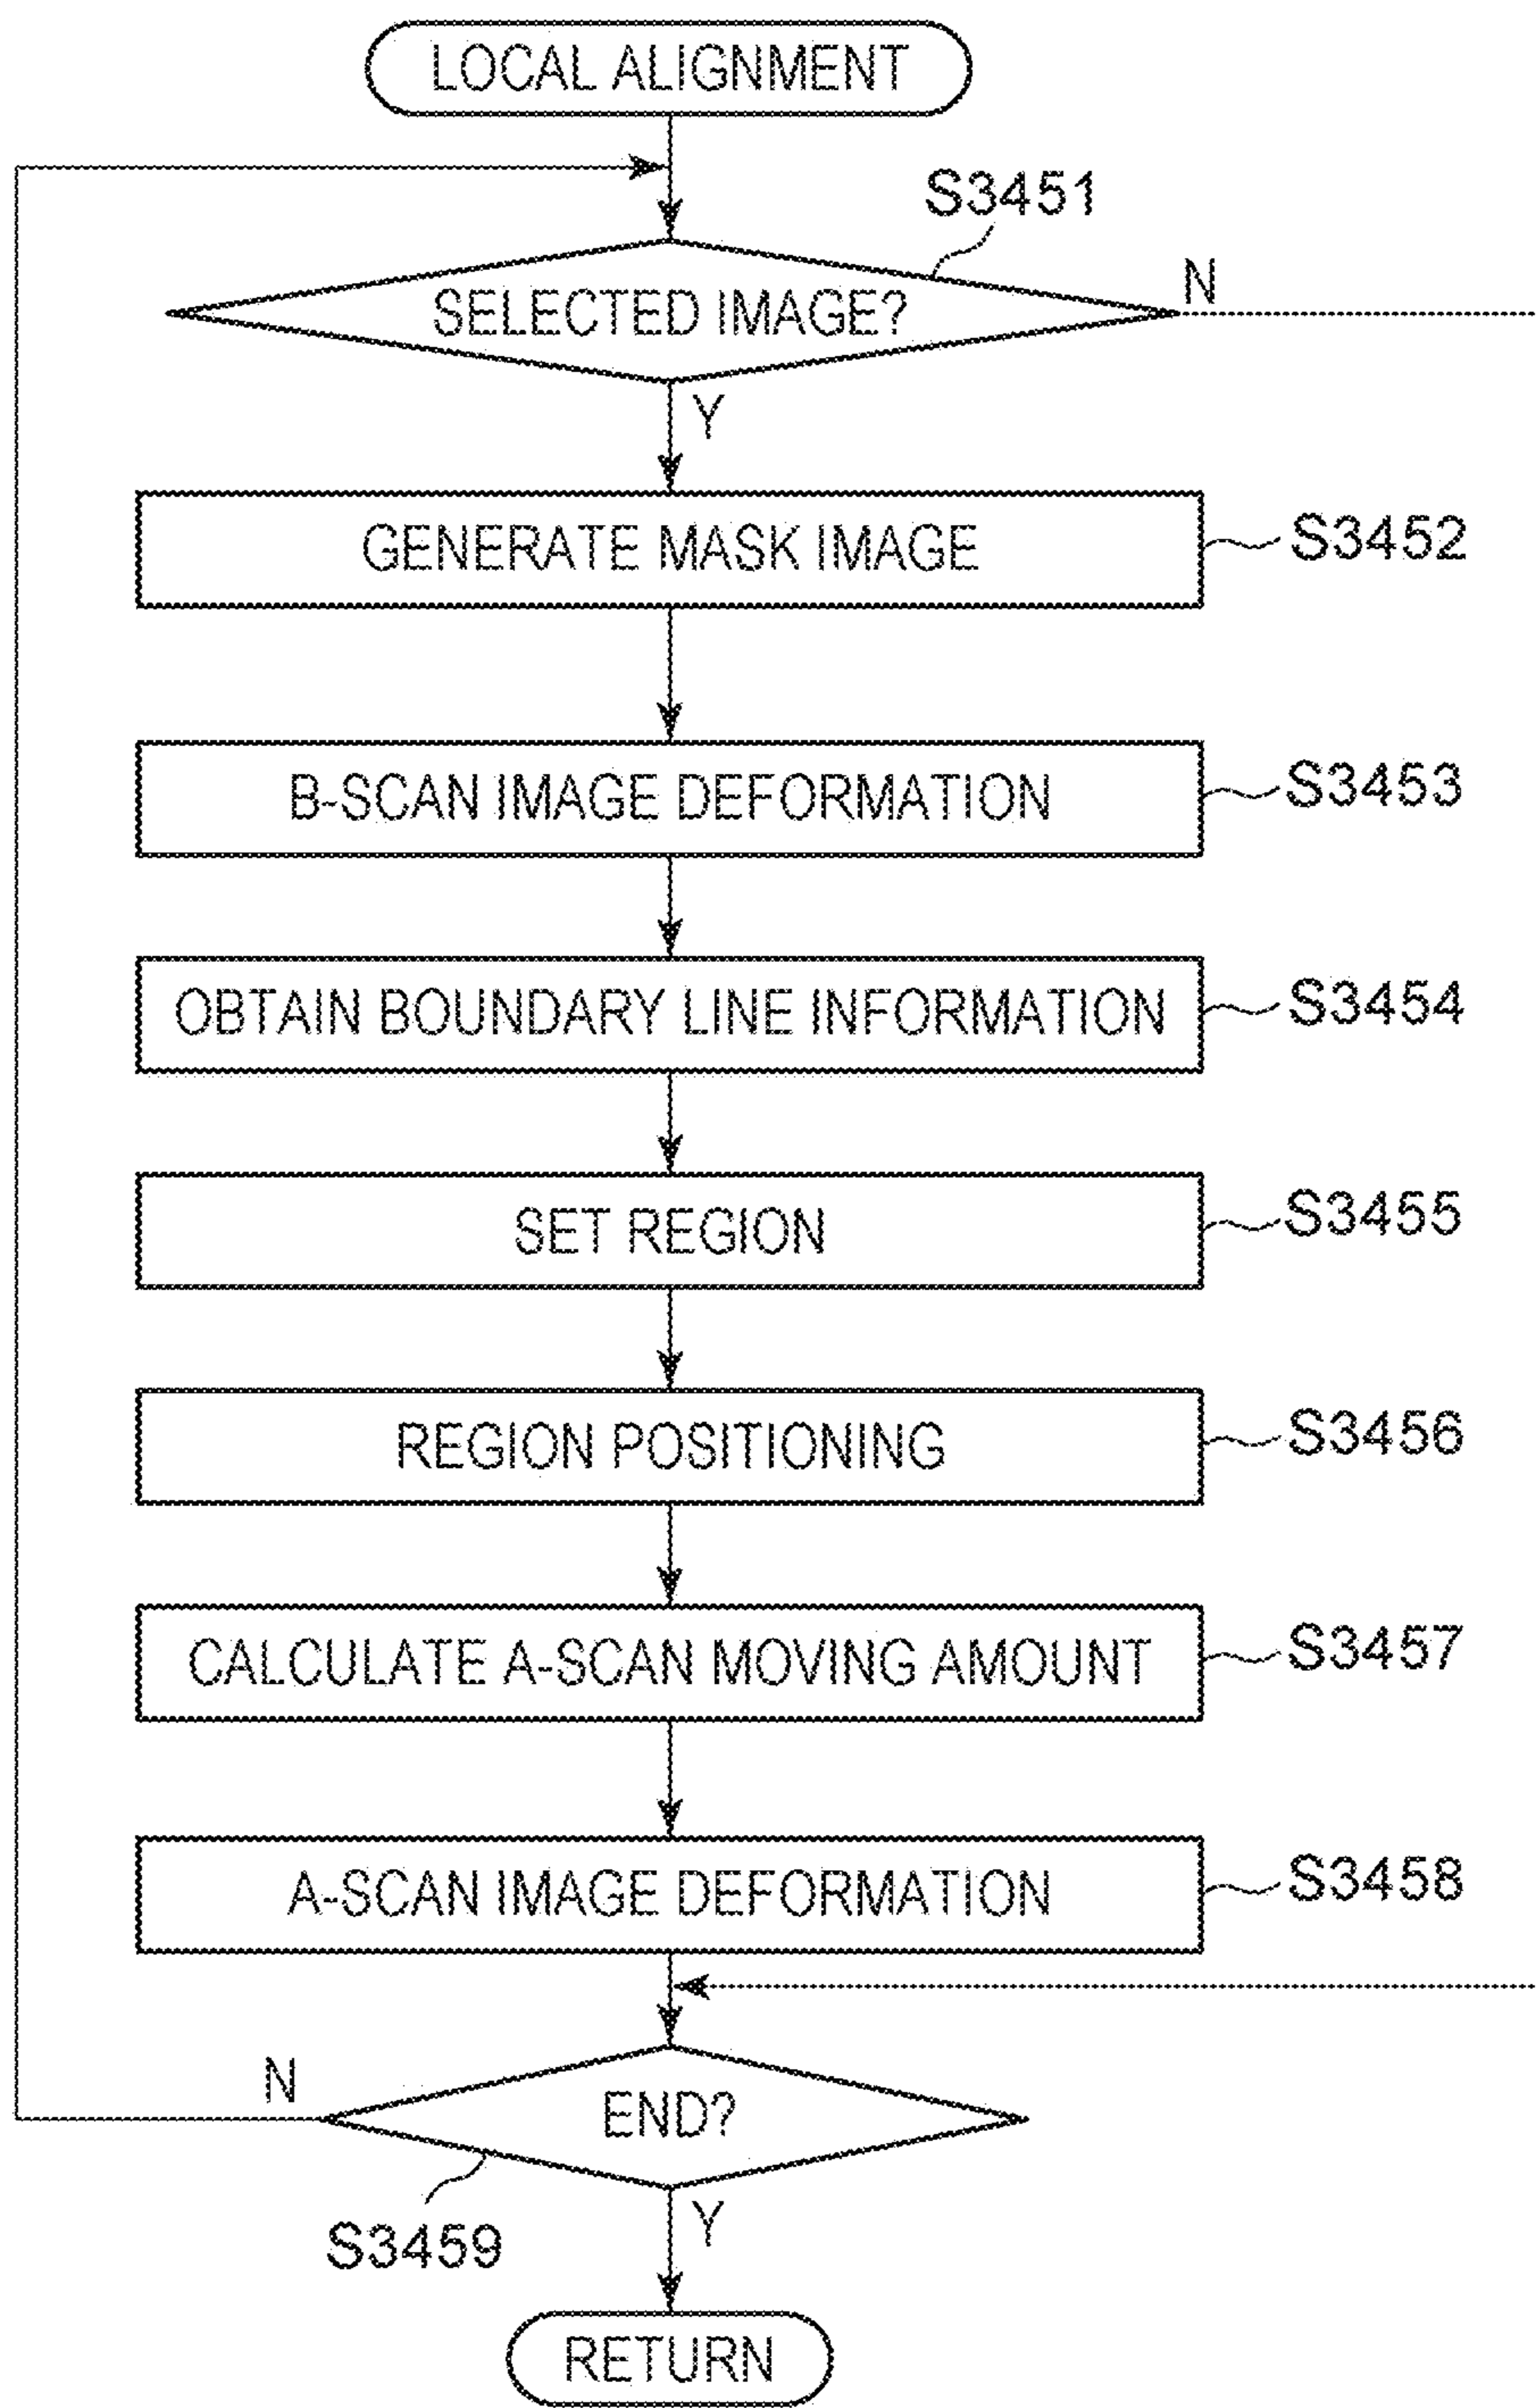 LOCAL ALIGNMENT
S3451
SELECTED IMAGE?
N
Y
GENERATE MASK IMAGE
S3452
B-SCAN IMAGE DEFORMATION
S3453
OBTAIN BOUNDARY LINE INFORMATION
S3454
SET REGION
S3455
REGION POSITIONING
S3456
CALCULATE A-SCAN MOVING AMOUNT
S3457
A-SCAN IMAGE DEFORMATION
S3458
N
END?
S3459
Y
RETURN